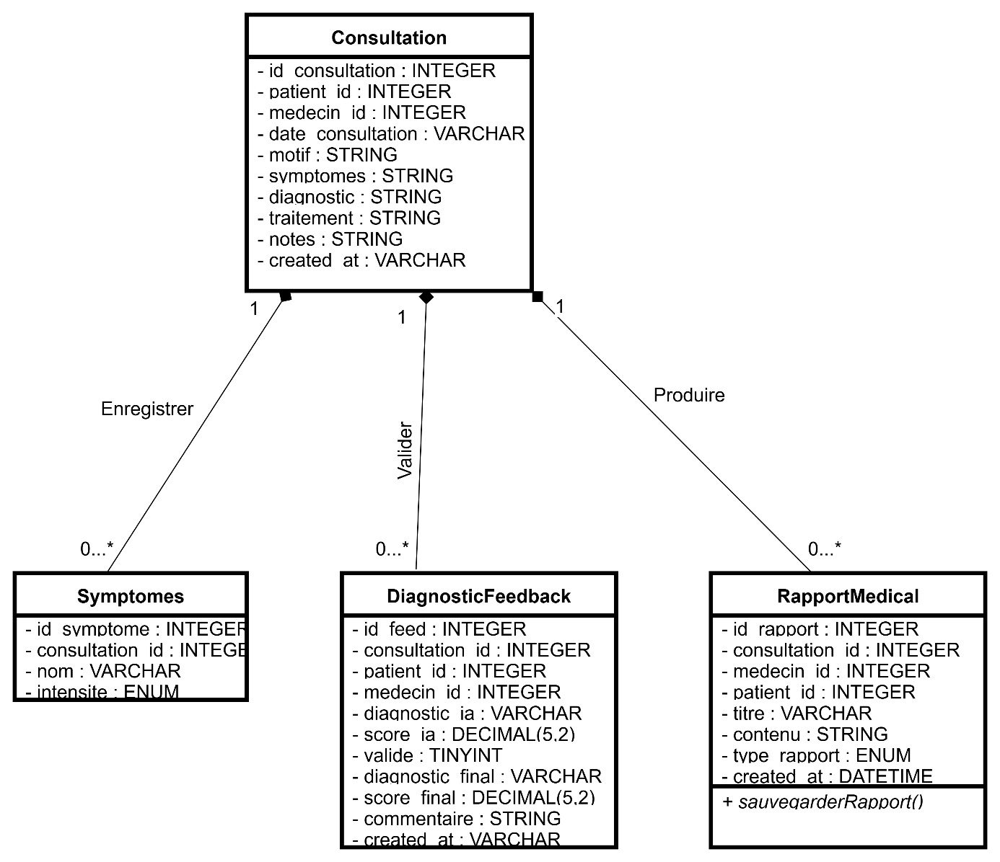 Consultation
- id_consultation : INTEGER
- patient_id : INTEGER
- medecin_id : INTEGER
- date_consultation : VARCHAR
- motif : STRING
- symptomes : STRING
- diagnostic : STRING
- traitement : STRING
- notes : STRING
- created_at : VARCHAR
1
1
1
Enregistrer
Valider
Produire
0...*
0...*
0...*
Symptomes
- id_symptome : INTEGER
- consultation_id : INTEGE
- nom : VARCHAR
- intensite : ENUM
DiagnosticFeedback
- id_feed : INTEGER
- consultation_id : INTEGER
- patient_id : INTEGER
- medecin_id : INTEGER
- diagnostic_ia : VARCHAR
- score_ia : DECIMAL(5,2)
- valide : TINYINT
- diagnostic_final : VARCHAR
- score_final : DECIMAL(5,2)
- commentaire : STRING
- created_at : VARCHAR
RapportMedical
- id_rapport : INTEGER
- consultation_id : INTEGER
- medecin_id : INTEGER
- patient_id : INTEGER
- titre : VARCHAR
- contenu : STRING
- type_rapport : ENUM
- created_at : DATETIME
+ sauvegarderRapport()